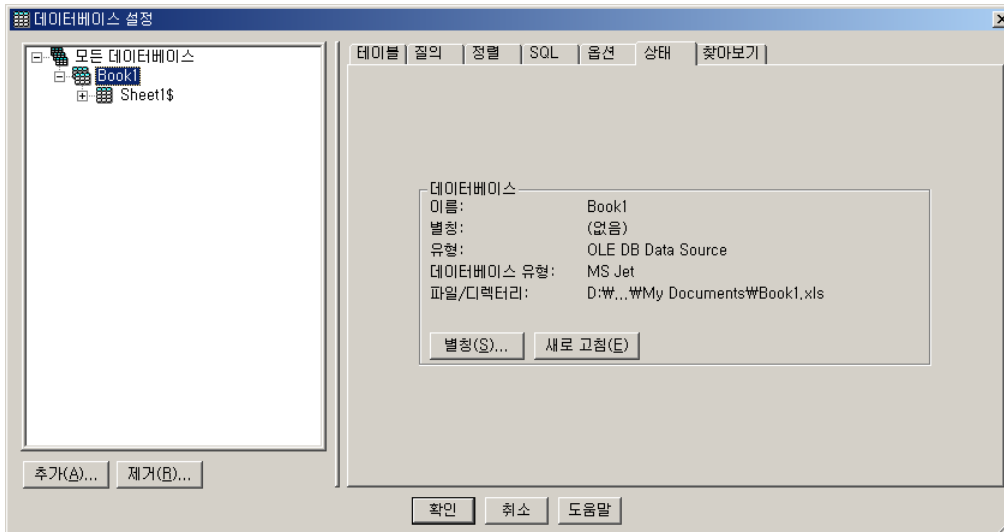 데이터베이스 설정
모든 데이터베이스
Book1
Sheet1$
추가(A)... 제거(R)...
테이블 질의 정렬 SQL 옵션 상태 찾아보기
데이터베이스
이름: Book1
별칭: (없음)
유형: OLE DB Data Source
데이터베이스 유형: MS Jet
파일/디렉터리: D:₩...₩My Documents₩Book1.xls
별칭(S)... 새로 고침(E)
확인 취소 도움말